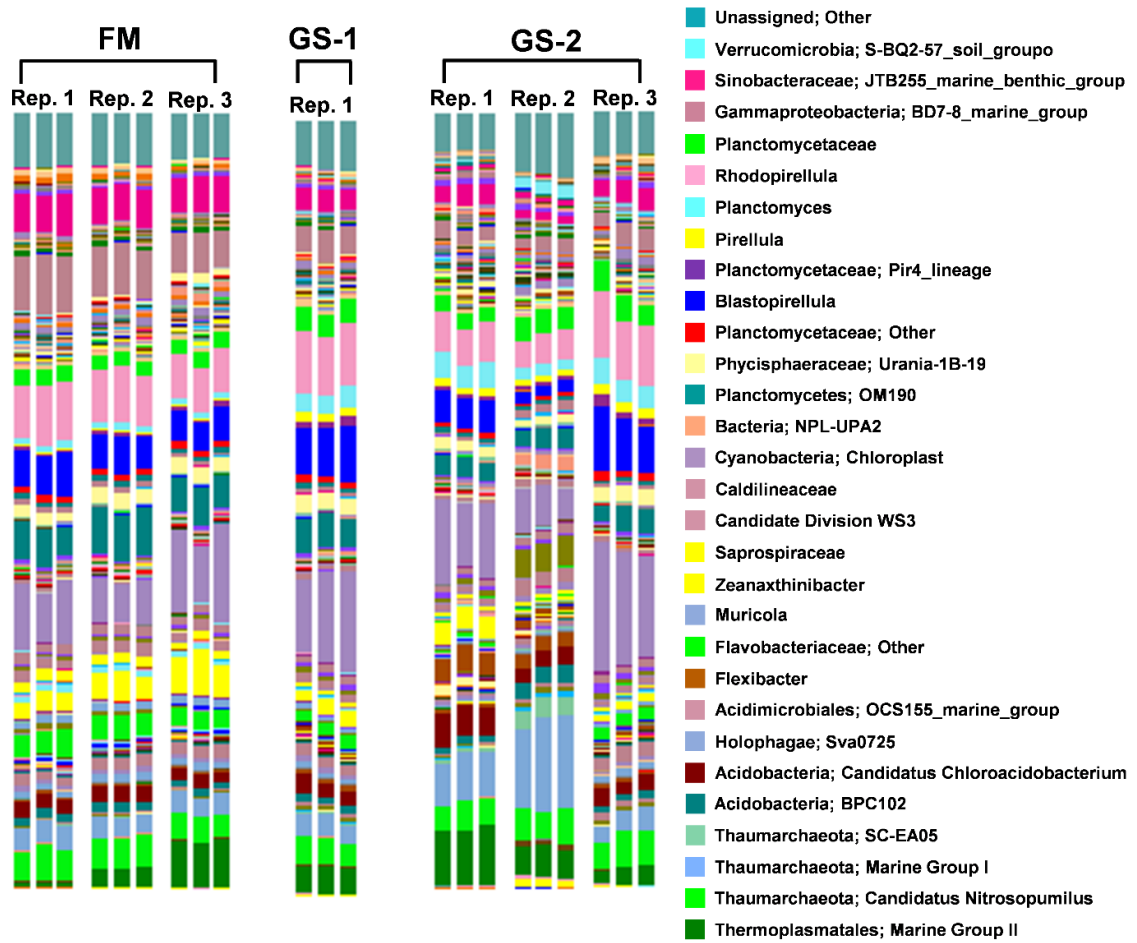 FM
GS-1
GS-2
Rep. 1
Rep. 2
Rep. 3
Rep. 1
Rep. 1
Rep. 2
Rep. 3
Unassigned; Other
Verrucomicrobia; S-BQ2-57_soil_groupo
Sinobacteraceae; JTB255_marine_benthic_group
Gammaproteobacteria; BD7-8_marine_group
Planctomycetaceae
Rhodopirellula
Planctomyces
Pirellula
Planctomycetaceae; Pir4_lineage
Blastopirellula
Planctomycetaceae; Other
Phycisphaeraceae; Urania-1B-19
Planctomycetes; OM190
Bacteria; NPL-UPA2
Cyanobacteria; Chloroplast
Caldilineaceae
Candidate Division WS3
Saprospiraceae
Zeanaxthinibacter
Muricola
Flavobacteriaceae; Other
Flexibacter
Acidimicrobiales; OCS155_marine_group
Holophagae; Sva0725
Acidobacteria; Candidatus Chloroacidobacterium
Acidobacteria; BPC102
Thaumarchaeota; SC-EA05
Thaumarchaeota; Marine Group I
Thaumarchaeota; Candidatus Nitrosopumilus
Thermoplasmatales; Marine Group II